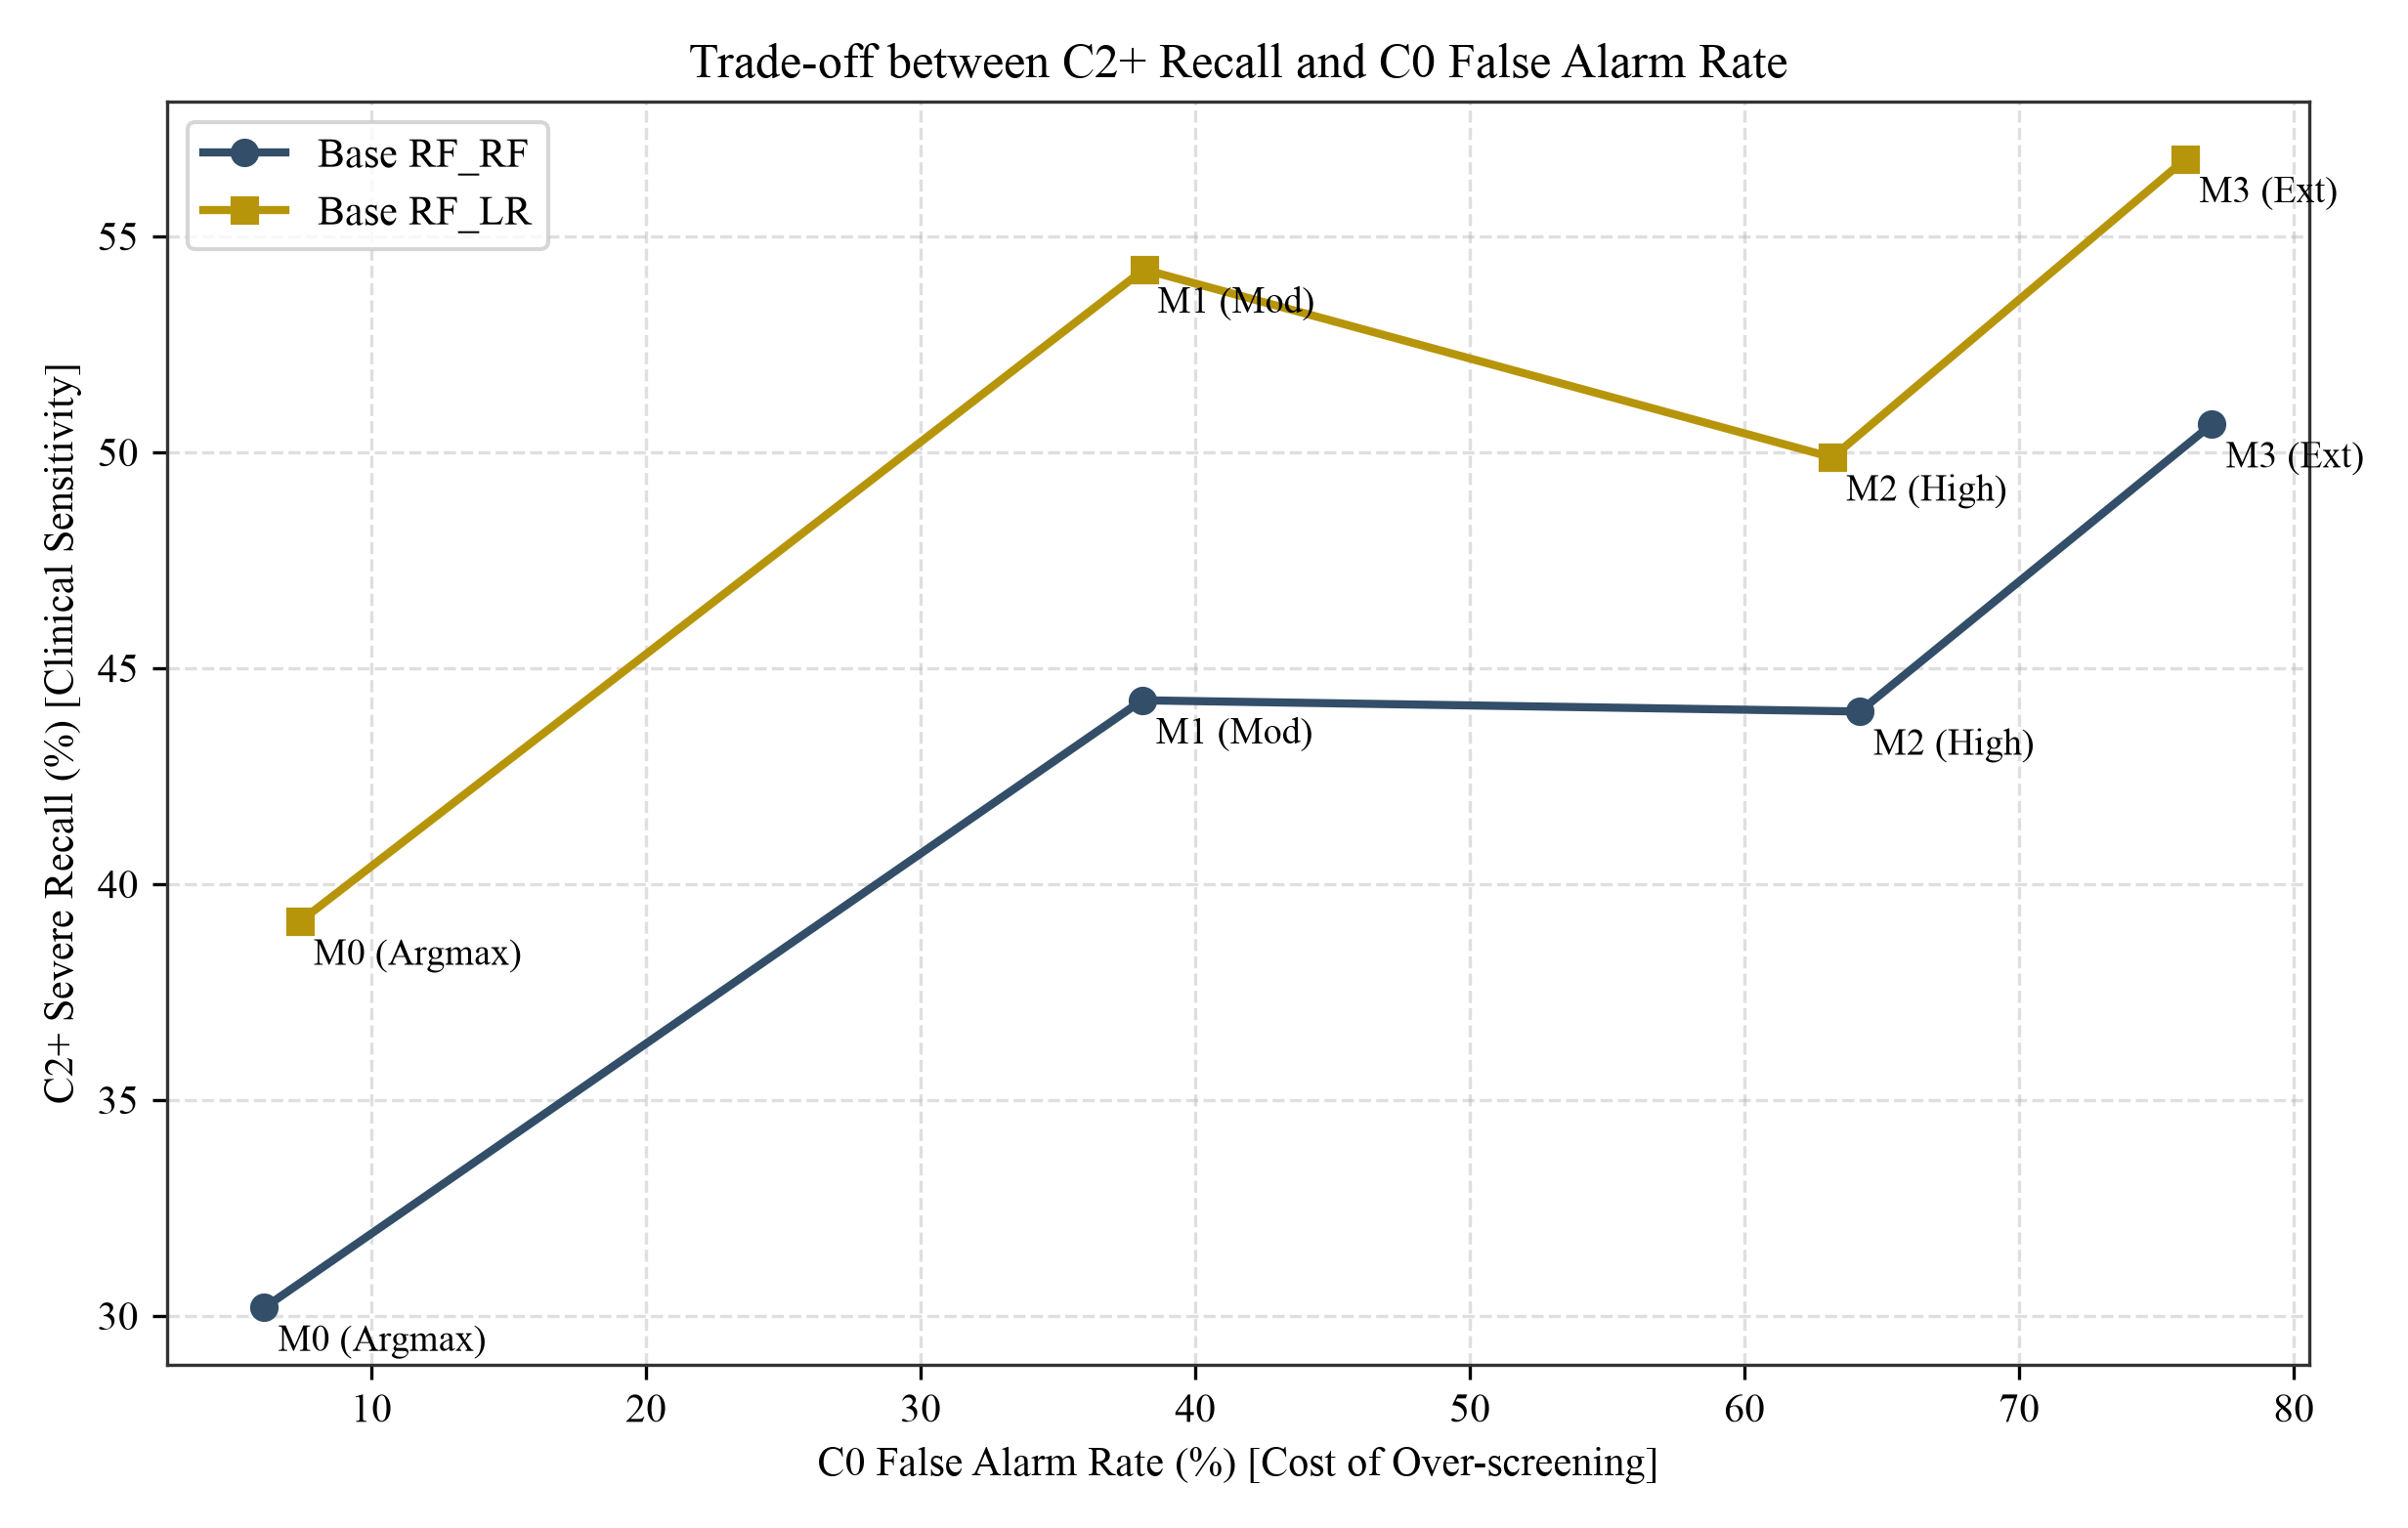 Trade-off between C2+ Recall and C0 False Alarm Rate
Base RF_RF
Base RF_LR
C2+ Severe Recall (%) [Clinical Sensitivity]
55
50
45
40
35
30
M3 (Ext)
M1 (Mod)
M3 (Ext)
M2 (High)
M1 (Mod)
M2 (High)
M0 (Argmax)
M0 (Argmax)
10 20 30 40 50 60 70 80
C0 False Alarm Rate (%) [Cost of Over-screening]